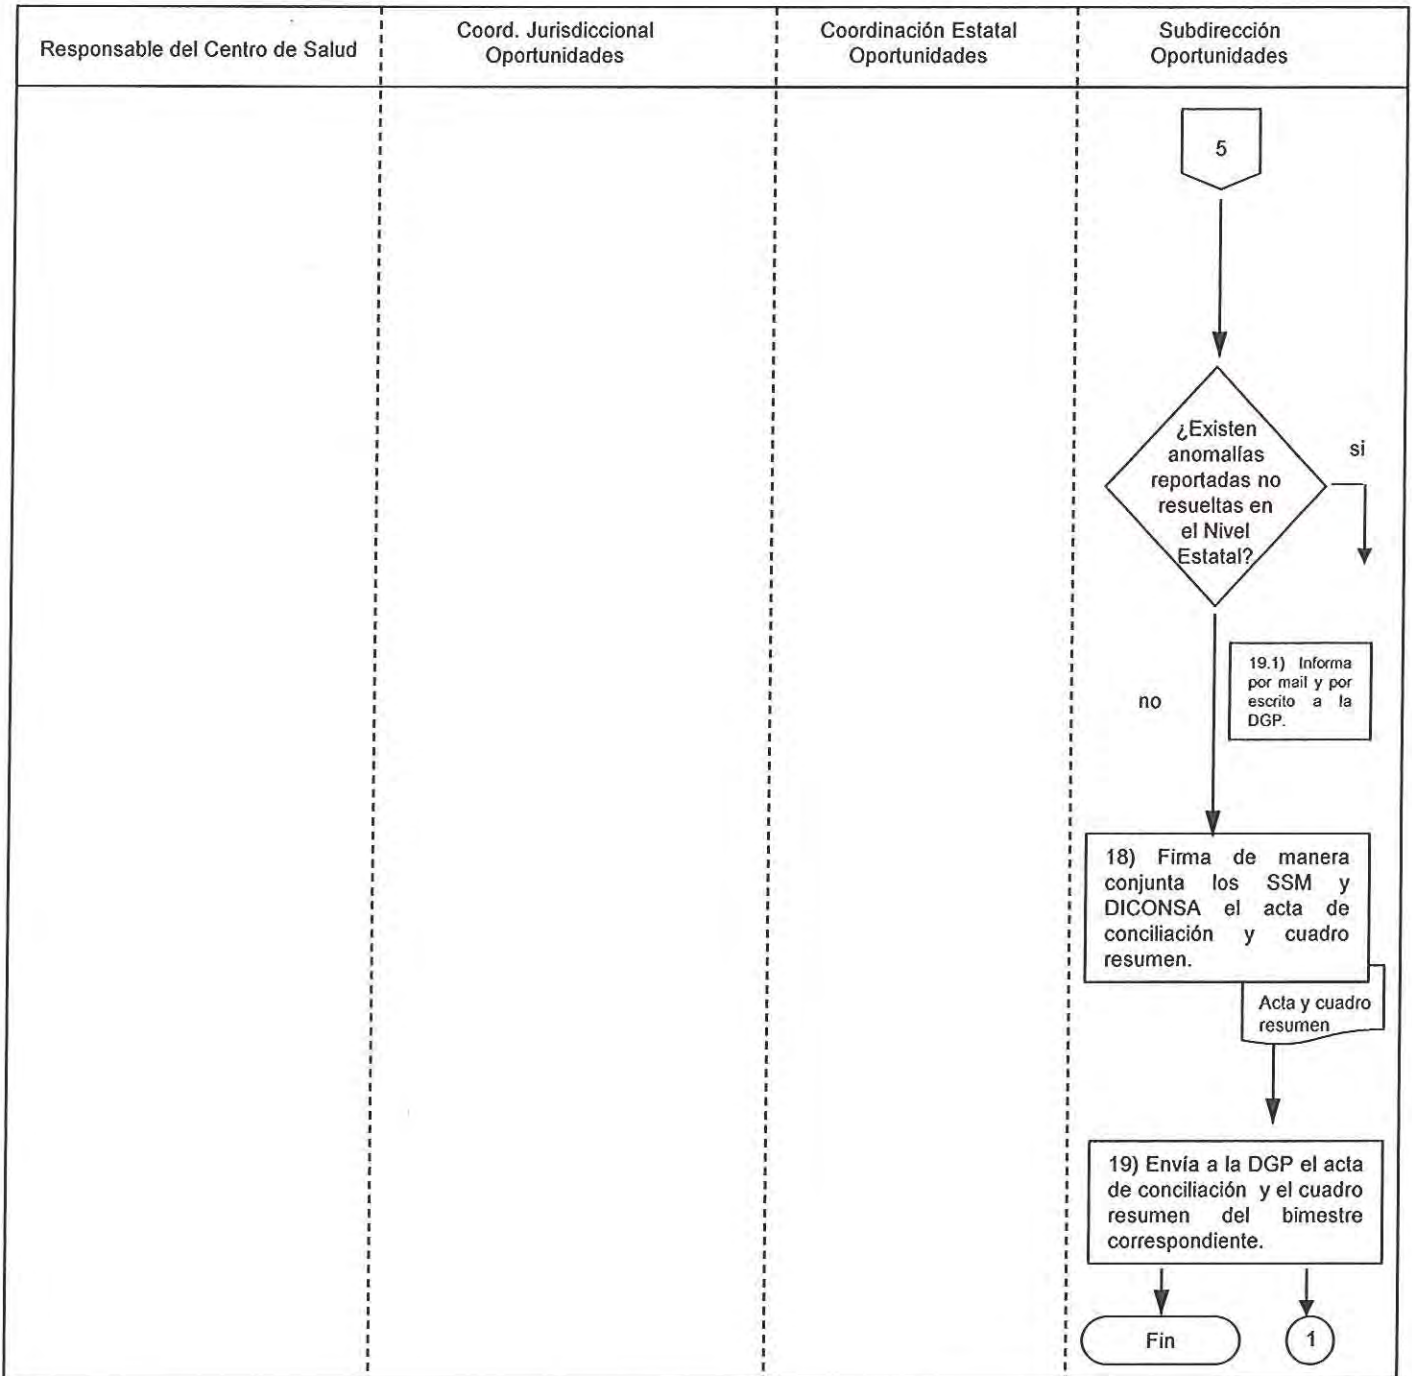 Responsable del Centro de Salud
Coord. Jurisdiccional
Oportunidades
Coordinación Estatal
Oportunidades
Subdirección
Oportunidades
5
¿Existen
anomalías
reportadas no
resueltas en
el Nivel
Estatal?
si
no
19.1) Informa
por mail y por
escrito a la
DGP.
18) Firma de manera
conjunta los SSM y
DICONSA el acta de
conciliación y cuadro
resumen.
Acta y cuadro
resumen
19) Envía a la DGP el acta
de conciliación y el cuadro
resumen del bimestre
correspondiente.
Fin
1